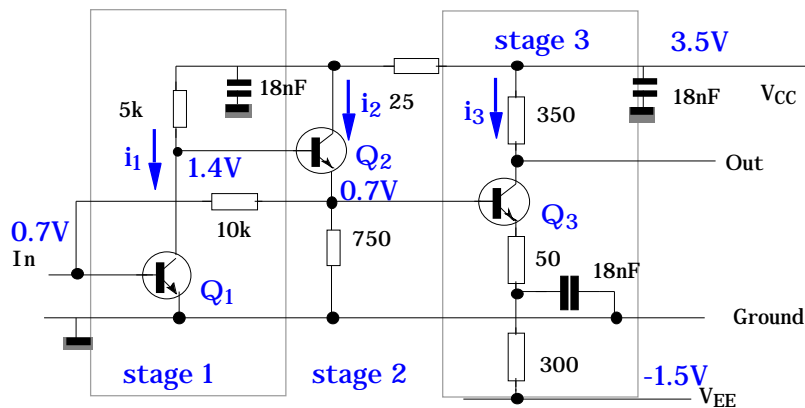 stage 3
3.5V
18nF
18nF
VCC
5k
i2
25
i3
350
i1
1.4V
Q2
Out
0.7V
0.7V
10k
Q3
In
750
50
18nF
Q1
Ground
stage 1
stage 2
300
-1.5V
VEE